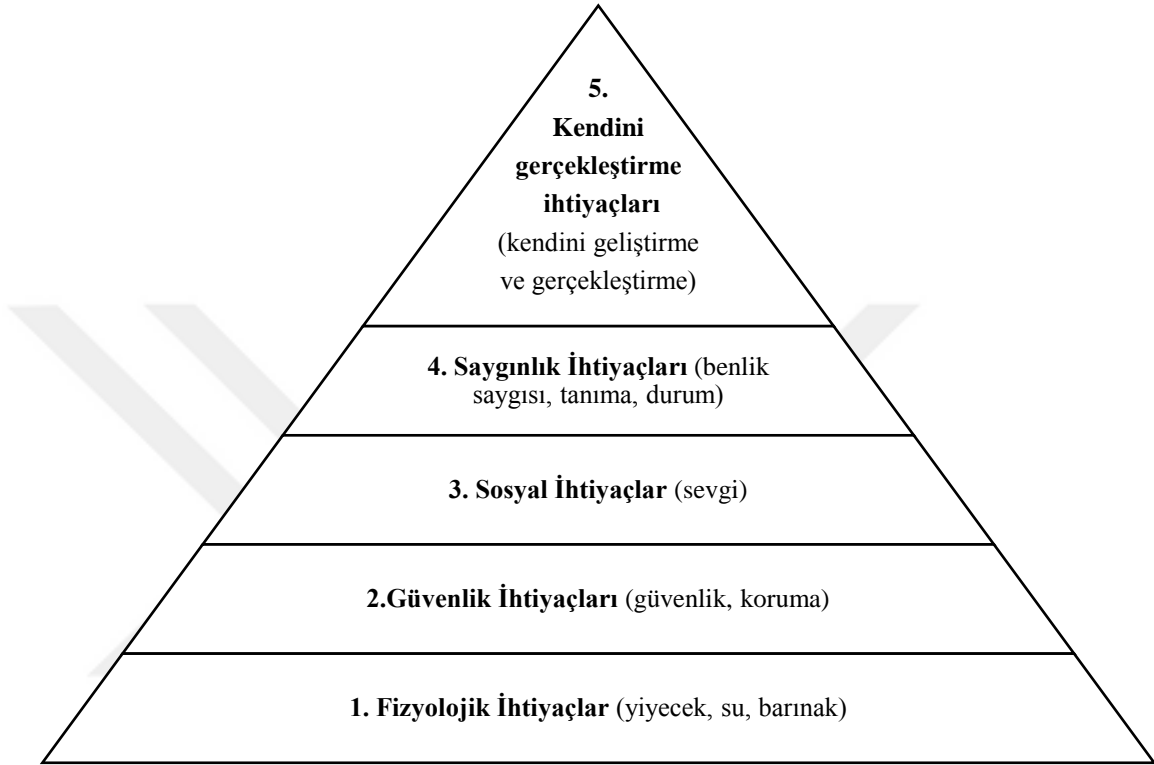 5.
Kendini
gerçekleştirme
ihtiyaçları
(kendini geliştirme
ve gerçekleştirme)
4. Saygınlık İhtiyaçları (benlik
saygısı, tanıma, durum)
3. Sosyal İhtiyaçlar (sevgi)
2.Güvenlik İhtiyaçları (güvenlik, koruma)
1. Fizyolojik İhtiyaçlar (yiyecek, su, barınak)